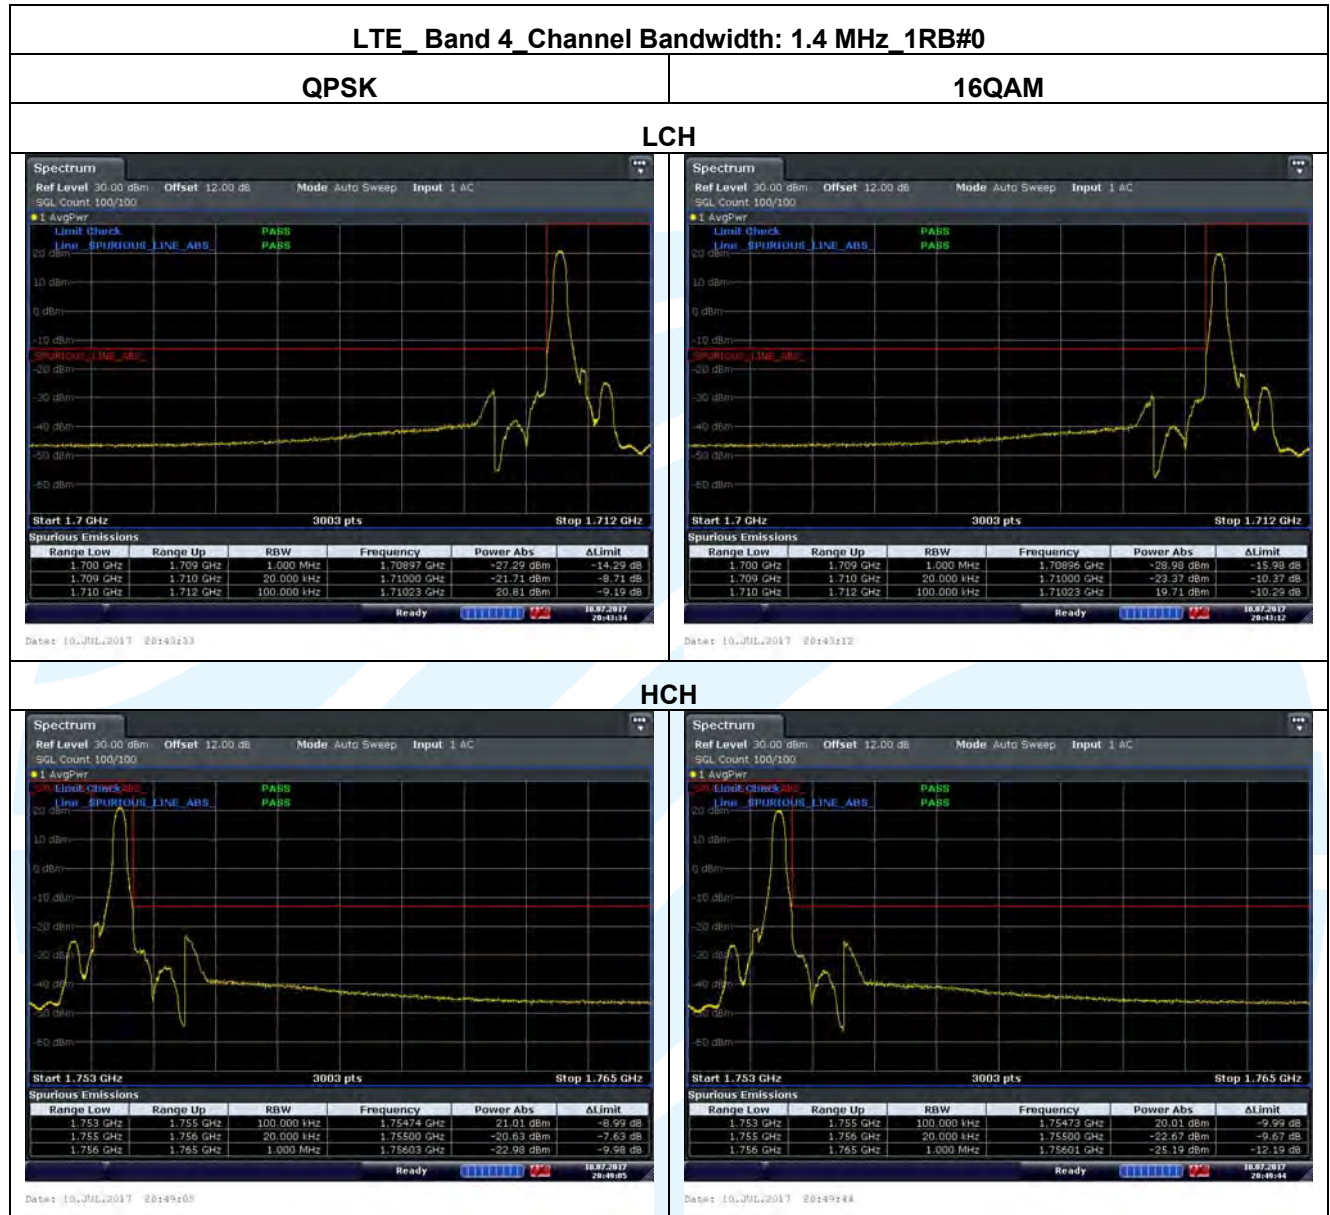 LTE_ Band 4_Channel Bandwidth: 1.4 MHz_1RB#0
QPSK
16QAM
LCH
Spectrum
Ref Level 30.00 dBm Offset 12.00 dB Mode Auto Sweep Input 1 AC
SGL Count 100/100
1 AvgPwr
Limit Check PASS
Line _SPURIOUS_LINE_ABS_ PASS
20 dBm
10 dBm
0 dBm
-10 dBm
_SPURIOUS_LINE_ABS_
-20 dBm
-30 dBm
-40 dBm
-50 dBm
-60 dBm
Start 1.7 GHz 3003 pts Stop 1.712 GHz
Spurious Emissions
Range Low Range Up RBW Frequency Power Abs ΔLimit
1.700 GHz 1.709 GHz 1.000 MHz 1.70897 GHz -27.29 dBm -14.29 dB
1.709 GHz 1.710 GHz 20.000 kHz 1.71000 GHz -21.71 dBm -8.71 dB
1.710 GHz 1.712 GHz 100.000 kHz 1.71023 GHz 20.81 dBm -9.19 dB
Ready 10.07.2017
20:43:34
Date: 10.JUL.2017 20:43:33
Spectrum
Ref Level 30.00 dBm Offset 12.00 dB Mode Auto Sweep Input 1 AC
SGL Count 100/100
1 AvgPwr
Limit Check PASS
Line _SPURIOUS_LINE_ABS_ PASS
20 dBm
10 dBm
0 dBm
-10 dBm
_SPURIOUS_LINE_ABS_
-20 dBm
-30 dBm
-40 dBm
-50 dBm
-60 dBm
Start 1.7 GHz 3003 pts Stop 1.712 GHz
Spurious Emissions
Range Low Range Up RBW Frequency Power Abs ΔLimit
1.700 GHz 1.709 GHz 1.000 MHz 1.70896 GHz -28.98 dBm -15.98 dB
1.709 GHz 1.710 GHz 20.000 kHz 1.71000 GHz -23.37 dBm -10.37 dB
1.710 GHz 1.712 GHz 100.000 kHz 1.71023 GHz 19.71 dBm -10.29 dB
Ready 10.07.2017
20:43:12
Date: 10.JUL.2017 20:43:12
HCH
Spectrum
Ref Level 30.00 dBm Offset 12.00 dB Mode Auto Sweep Input 1 AC
SGL Count 100/100
1 AvgPwr
Limit Check PASS
Line _SPURIOUS_LINE_ABS_ PASS
20 dBm
10 dBm
0 dBm
-10 dBm
-20 dBm
-30 dBm
-40 dBm
-50 dBm
-60 dBm
Start 1.753 GHz 3003 pts Stop 1.765 GHz
Spurious Emissions
Range Low Range Up RBW Frequency Power Abs ΔLimit
1.753 GHz 1.755 GHz 100.000 kHz 1.75474 GHz 21.01 dBm -8.99 dB
1.755 GHz 1.756 GHz 20.000 kHz 1.75500 GHz -20.63 dBm -7.63 dB
1.756 GHz 1.765 GHz 1.000 MHz 1.75603 GHz -22.98 dBm -9.98 dB
Ready 10.07.2017
20:49:05
Date: 10.JUL.2017 20:49:05
Spectrum
Ref Level 30.00 dBm Offset 12.00 dB Mode Auto Sweep Input 1 AC
SGL Count 100/100
1 AvgPwr
Limit Check PASS
Line _SPURIOUS_LINE_ABS_ PASS
20 dBm
10 dBm
0 dBm
-10 dBm
-20 dBm
-30 dBm
-40 dBm
-50 dBm
-60 dBm
Start 1.753 GHz 3003 pts Stop 1.765 GHz
Spurious Emissions
Range Low Range Up RBW Frequency Power Abs ΔLimit
1.753 GHz 1.755 GHz 100.000 kHz 1.75473 GHz 20.01 dBm -9.99 dB
1.755 GHz 1.756 GHz 20.000 kHz 1.75500 GHz -22.67 dBm -9.67 dB
1.756 GHz 1.765 GHz 1.000 MHz 1.75601 GHz -25.19 dBm -12.19 dB
Ready 10.07.2017
20:49:44
Date: 10.JUL.2017 20:49:44